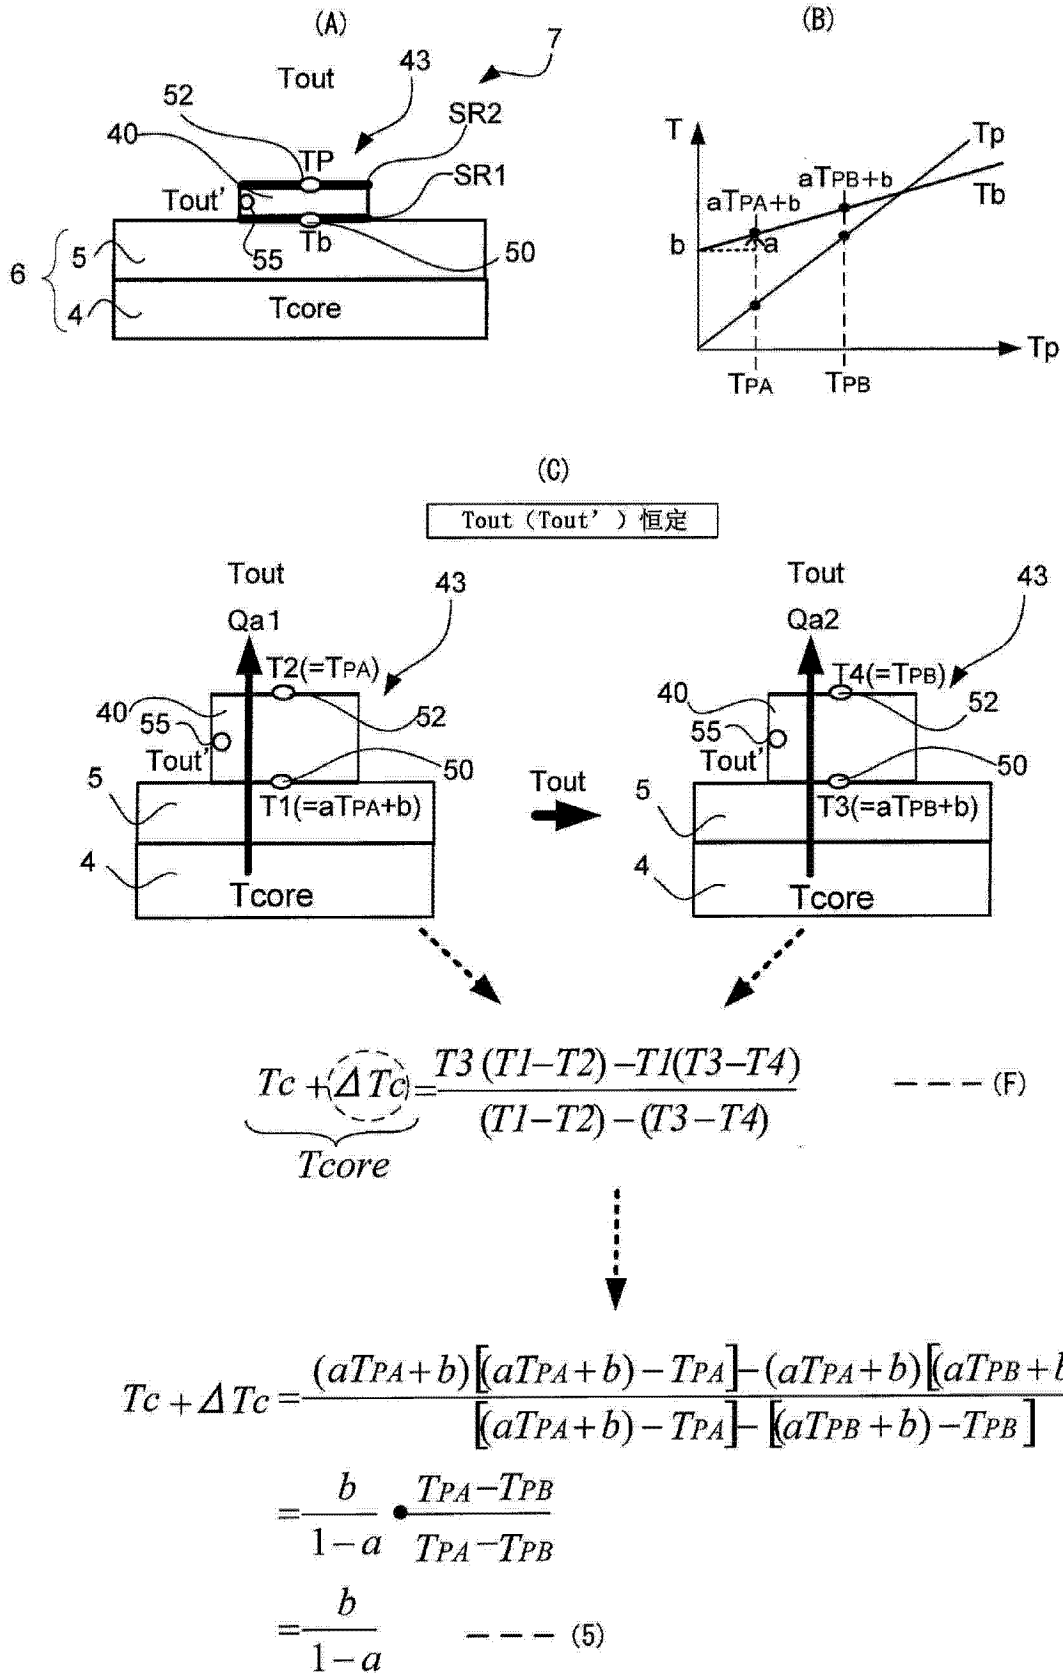 (A)
7
Tout
43
52
SR2
40
TP
SR1
Tout'
5
55
Tb
50
6
4
Tcore
(B)
T
Tp
aTPB+b
aTPA+b
Tb
b
a
Tp
TPA
TPB
(C)
Tout (Tout' ) 恒定
Tout
43
Qa1
T2(=TPA)
40
52
55
Tout'
50
5
T1(=aTPA+b)
4
Tcore
Tout
Tout
43
Qa2
T4(=TPB)
40
52
55
Tout'
50
5
T3(=aTPB+b)
4
Tcore
Tc + ΔTc = T3 (T1−T2) −T1(T3−T4)
(T1−T2) − (T3 −T4)
--- (F)
Tcore
Tc + ΔTc = (aTPA + b)[(aTPA + b) − TPA] − (aTPA + b)[(aTPB + b
[(aTPA + b) − TPA] − [(aTPB + b) − TPB]
= b • TPA −TPB
1 − a TPA −TPB
= b
1 − a
--- (5)